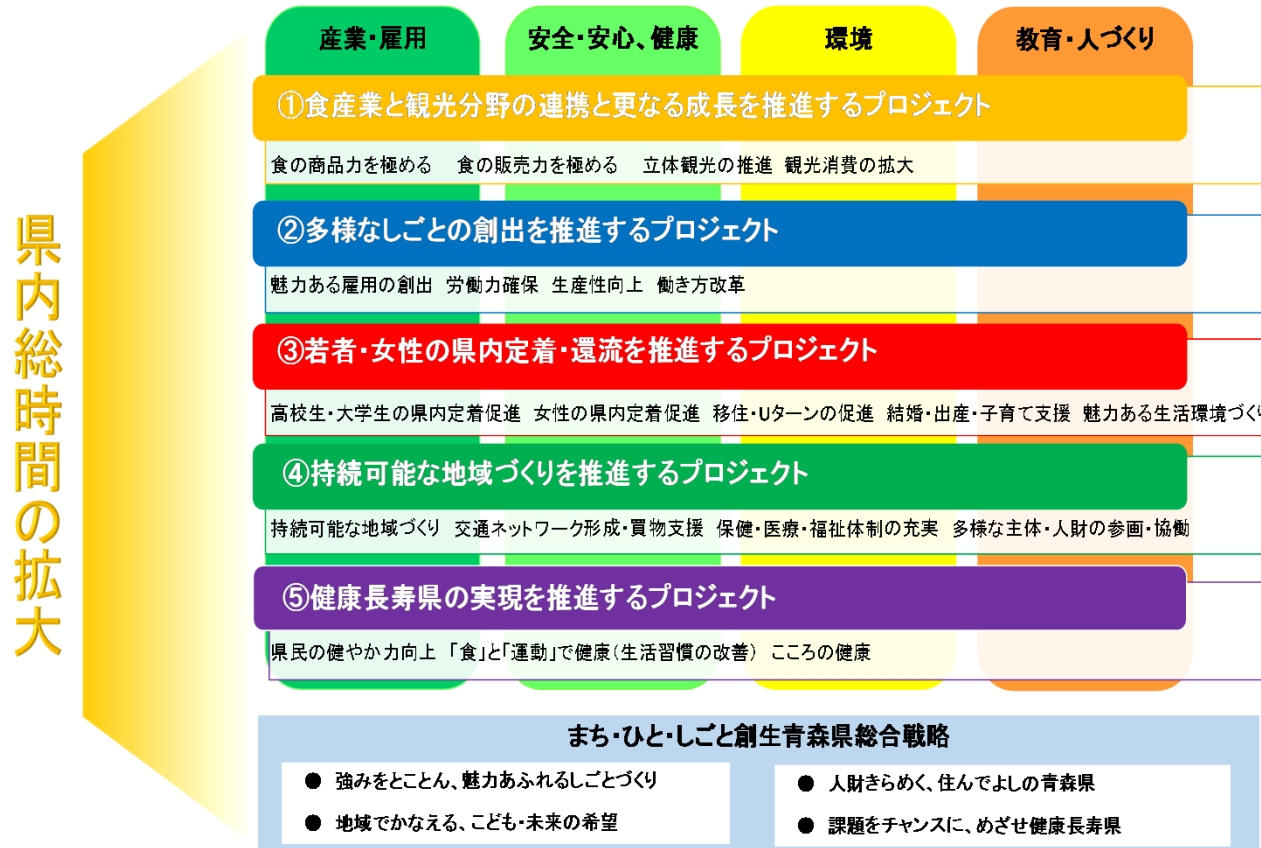 県内総時間の拡大
産業・雇用
安全・安心、健康
環境
教育・人づくり
①食産業と観光分野の連携と更なる成長を推進するプロジェクト
食の商品力を極める　食の販売力を極める　立体観光の推進　観光消費の拡大
②多様なしごとの創出を推進するプロジェクト
魅力ある雇用の創出　労働力確保　生産性向上　働き方改革
③若者・女性の県内定着・還流を推進するプロジェクト
高校生・大学生の県内定着促進　女性の県内定着促進　移住・Uターンの促進　結婚・出産・子育て支援　魅力ある生活環境づくり
④持続可能な地域づくりを推進するプロジェクト
持続可能な地域づくり　交通ネットワーク形成・買物支援　保健・医療・福祉体制の充実　多様な主体・人財の参画・協働
⑤健康長寿県の実現を推進するプロジェクト
県民の健やか力向上　「食」と「運動」で健康（生活習慣の改善）　こころの健康
まち・ひと・しごと創生青森県総合戦略
● 強みをとことん、魅力あふれるしごとづくり
● 地域でかなえる、こども・未来の希望
● 人財きらめく、住んでよしの青森県
● 課題をチャンスに、めざせ健康長寿県